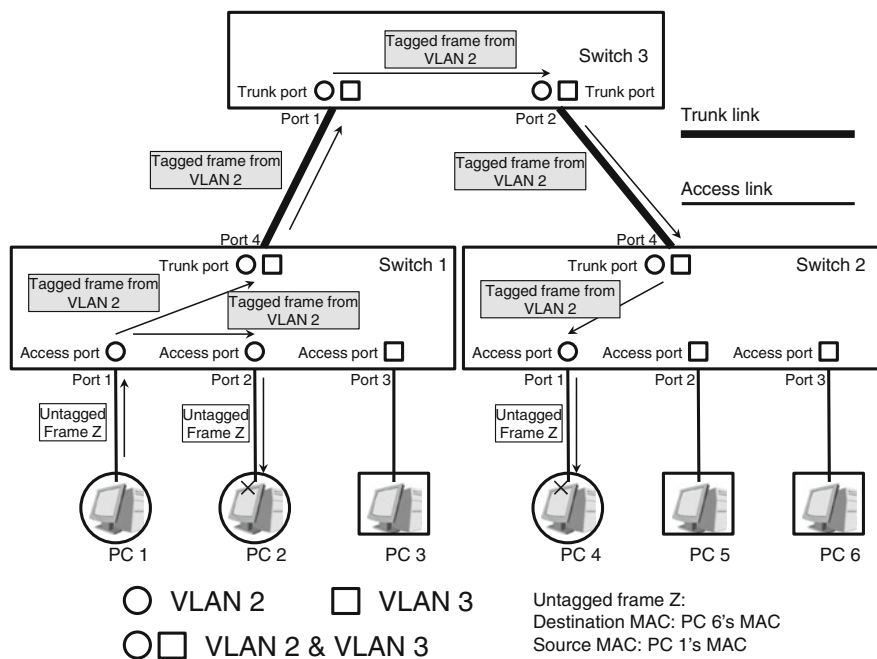 Tagged frame from
VLAN 2
Switch 3
Trunk port
Trunk port
Port 1
Port 2
Trunk link
Tagged frame from
VLAN 2
Tagged frame from
VLAN 2
Access link
Port 4
Port 4
Trunk port
Switch 1
Trunk port
Switch 2
Tagged frame from
VLAN 2
Tagged frame from
VLAN 2
Tagged frame from
VLAN 2
Access port
Access port
Access port
Access port
Access port
Access port
Port 1
Port 2
Port 3
Port 1
Port 2
Port 3
Untagged
Frame Z
Untagged
Frame Z
Untagged
Frame Z
PC 1
PC 2
PC 3
PC 4
PC 5
PC 6
VLAN 2
VLAN 3
VLAN 2 & VLAN 3
Untagged frame Z:
Destination MAC: PC 6's MAC
Source MAC: PC 1's MAC